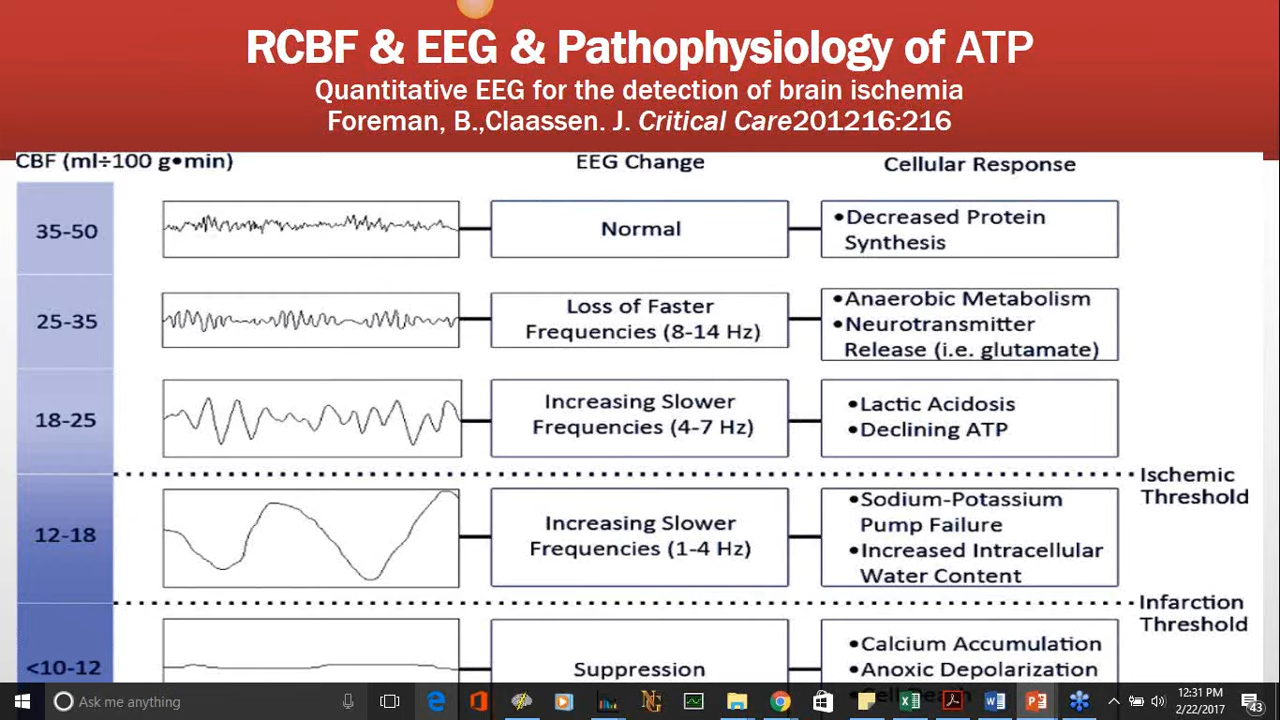 RCBF & EEG & Pathophysiology of ATP
Quantitative EEG for the detection of brain ischemia
Foreman, B.,Claassen. J. Critical Care201216:216
CBF (ml÷100 g•min)
EEG Change
Cellular Response
35-50
Normal
•Decreased Protein
Synthesis
25-35
Loss of Faster
Frequencies (8-14 Hz)
•Anaerobic Metabolism
•Neurotransmitter
Release (i.e. glutamate)
18-25
Increasing Slower
Frequencies (4-7 Hz)
•Lactic Acidosis
•Declining ATP
Ischemic
Threshold
12-18
Increasing Slower
Frequencies (1-4 Hz)
•Sodium-Potassium
Pump Failure
•Increased Intracellular
Water Content
Infarction
Threshold
<10-12
Suppression
•Calcium Accumulation
•Anoxic Depolarization
•Cell Death
Ask me anything
12:31 PM
2/22/2017
43